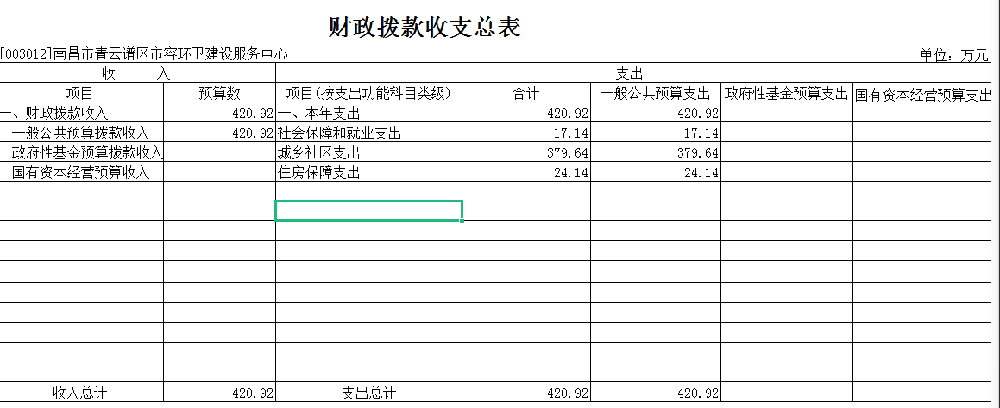 财政拨款收支总表
[003012]南昌市青云谱区市容环卫建设服务中心 单位：万元
收 入 支出
项目 预算数 项目(按支出功能科目类级) 合计 一般公共预算支出 政府性基金预算支出 国有资本经营预算支出
一、财政拨款收入 420.92 一、本年支出 420.92 420.92
一般公共预算拨款收入 420.92 社会保障和就业支出 17.14 17.14
政府性基金预算拨款收入 城乡社区支出 379.64 379.64
国有资本经营预算收入 住房保障支出 24.14 24.14
收入总计 420.92 支出总计 420.92 420.92